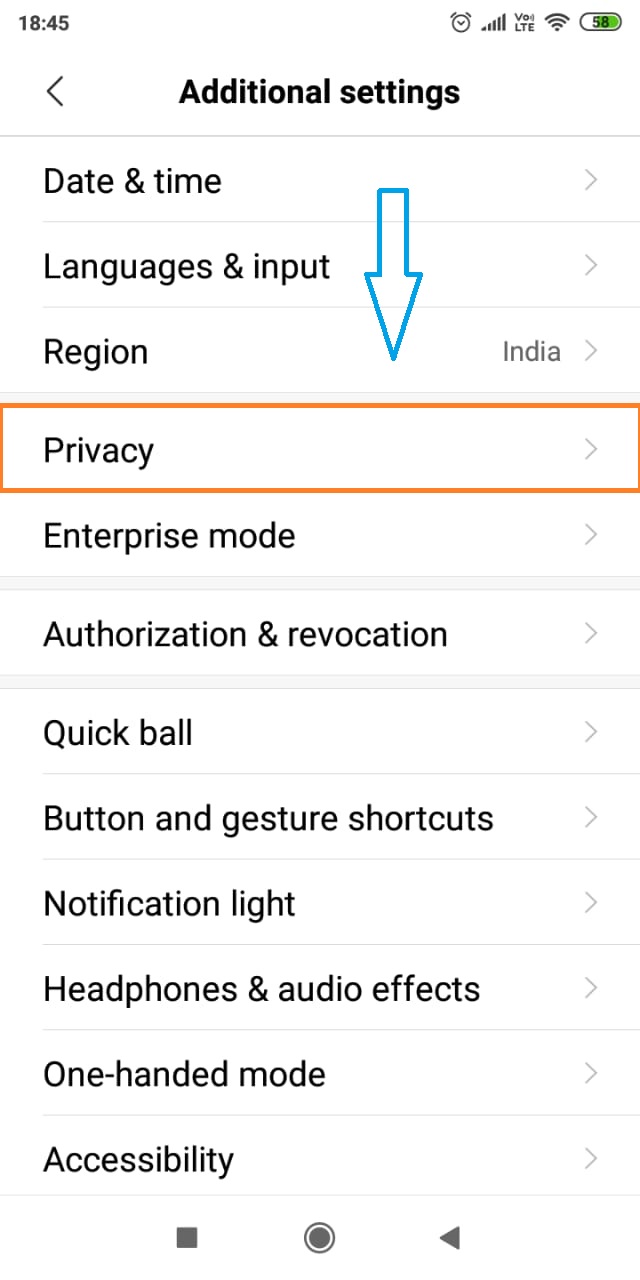 18:45
Vo)) LTE
58
Additional settings
Date & time
Languages & input
Region
India
Privacy
Enterprise mode
Authorization & revocation
Quick ball
Button and gesture shortcuts
Notification light
Headphones & audio effects
One-handed mode
Accessibility